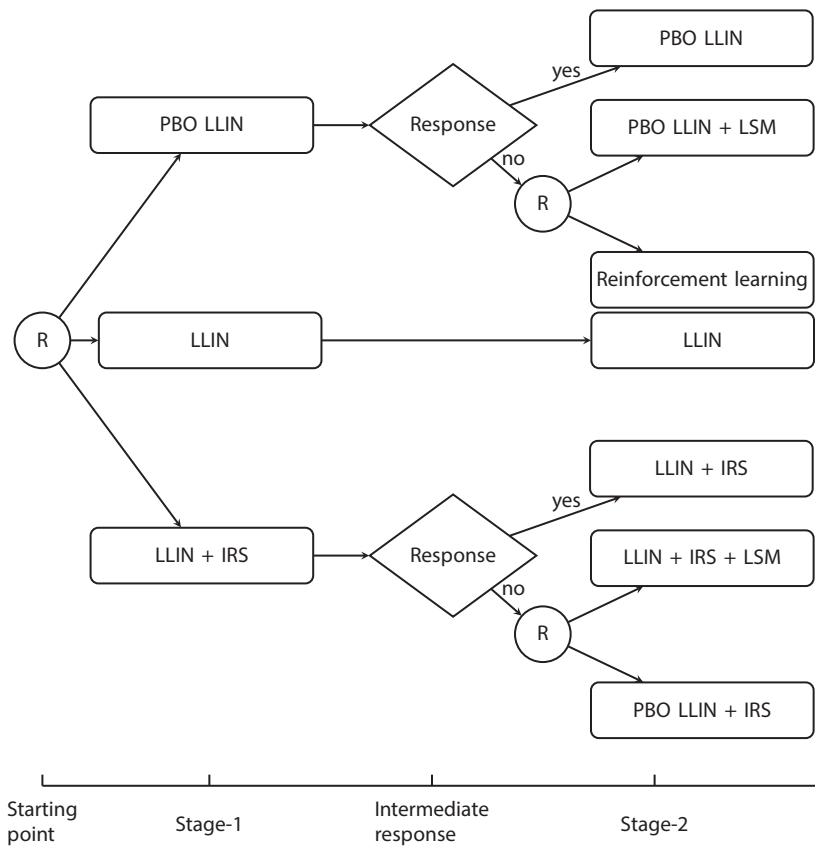 PBO LLIN
yes
PBO LLIN
Response
PBO LLIN + LSM
no
R
Reinforcement learning
R
LLIN
LLIN
LLIN + IRS
yes
LLIN + IRS
Response
LLIN + IRS + LSM
no
R
PBO LLIN + IRS
Starting
point
Stage-1
Intermediate
response
Stage-2